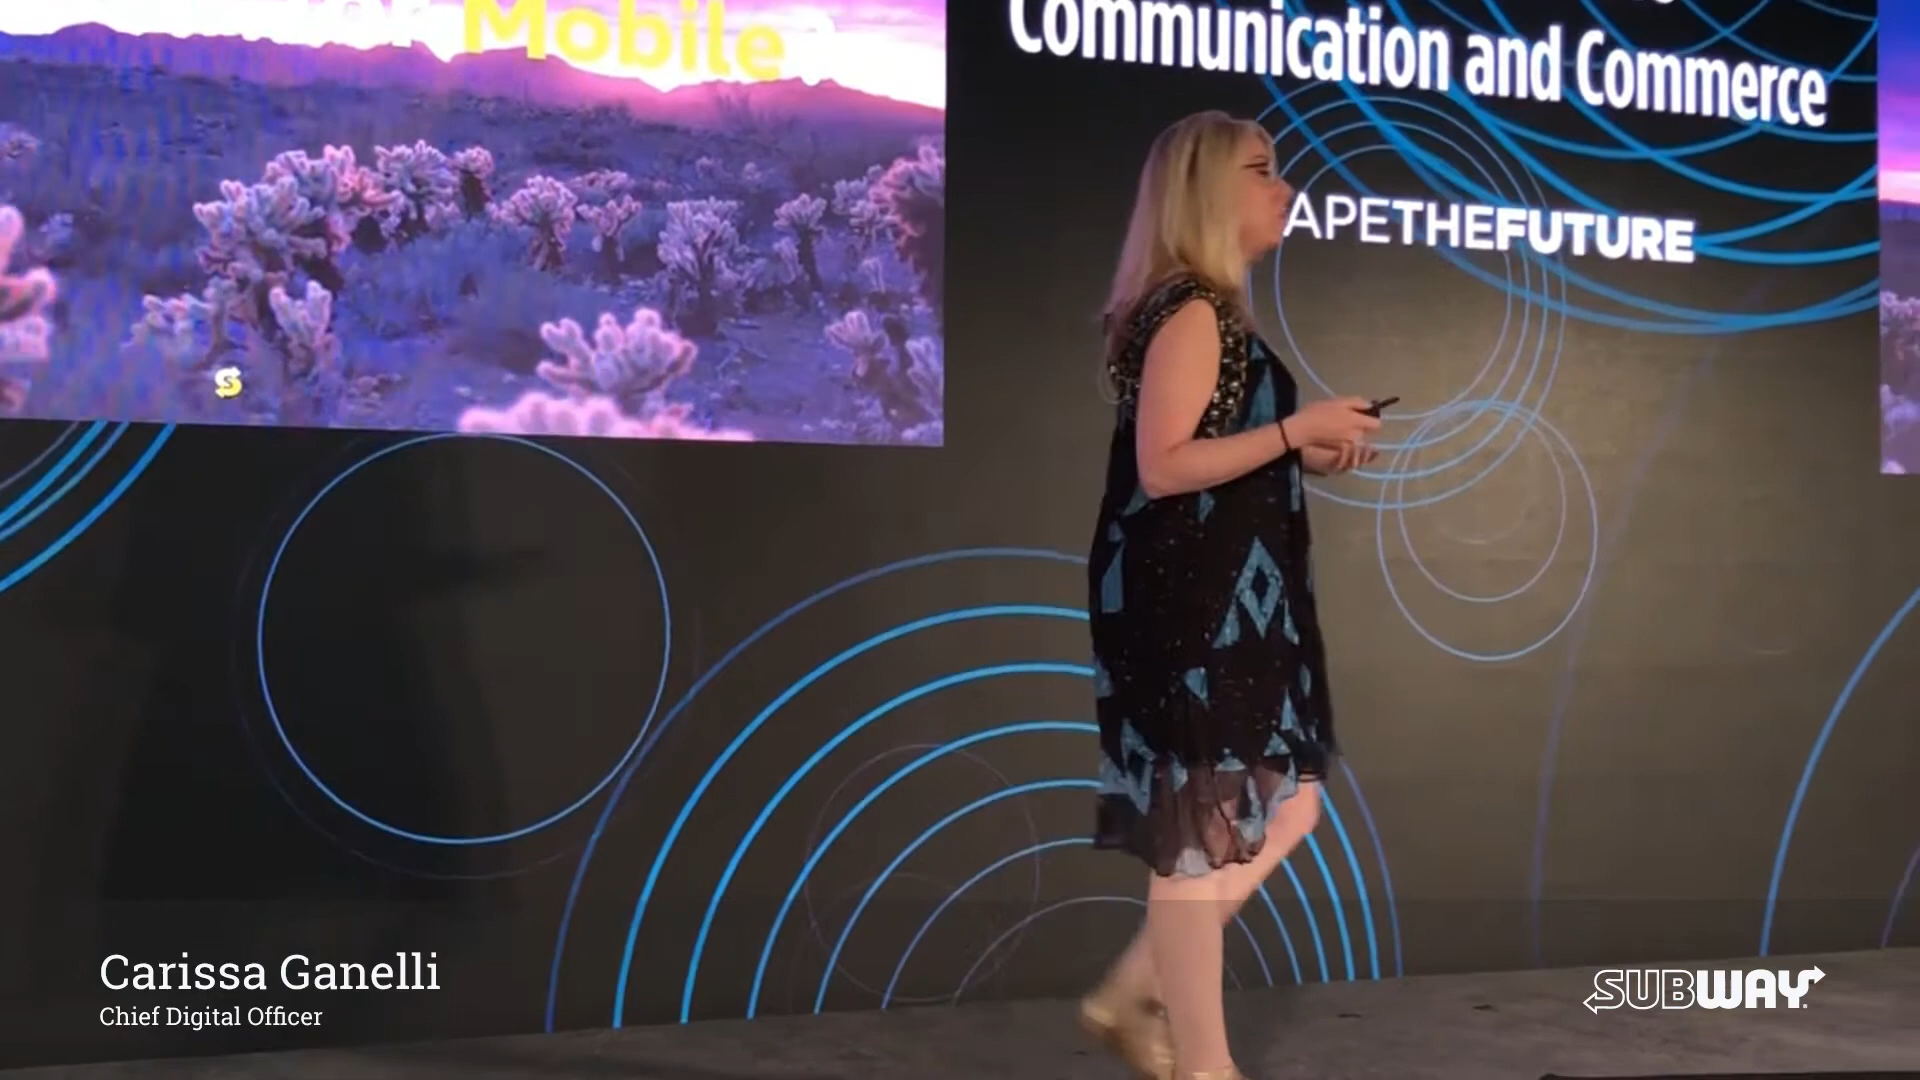 Mobile?
Communication and Commerce
APETHEFUTURE
S
Carissa Ganelli
Chief Digital Officer
SUBWAY